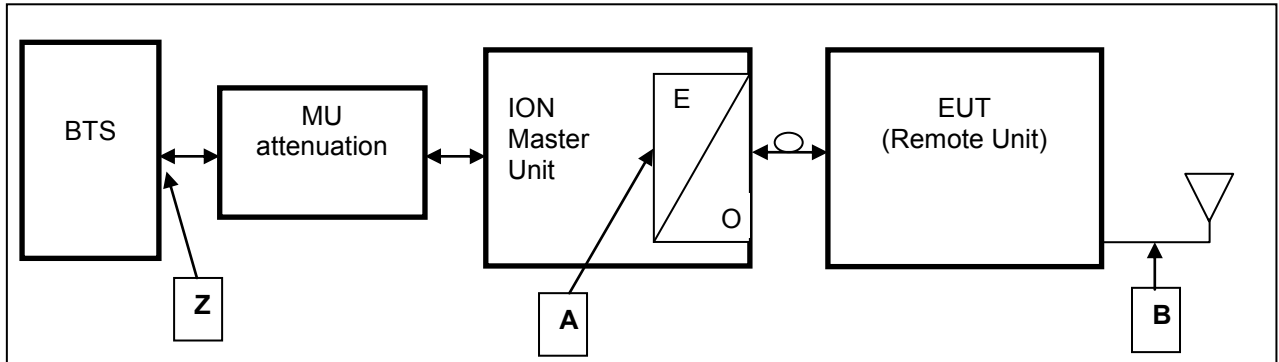 BTS
MU
attenuation
ION
Master
Unit
E
O
EUT
(Remote Unit)
Z
A
B